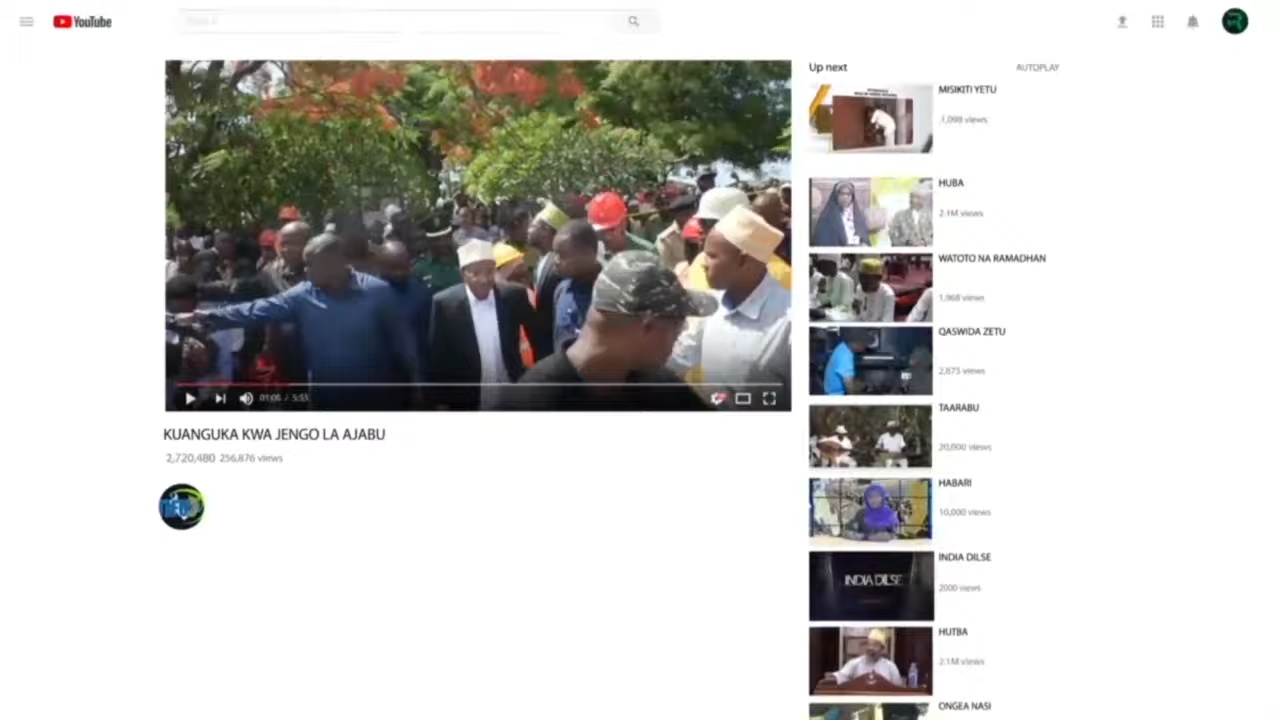 YouTube
KUANGUKA KWA JENGO LA AJABU
2,720,480 256,876 views
Up next
AUTOPLAY
MISIKITI YETU
1,098 views
HUBA
2.1M views
WATOTO NA RAMADHAN
1,968 views
QASWIDA ZETU
2,875 views
TAARABU
20,000 views
HABARI
10,000 views
INDIA DILSE
INDIA DILSE
2000 views
HUTBA
2.1M views
ONGEA NASI